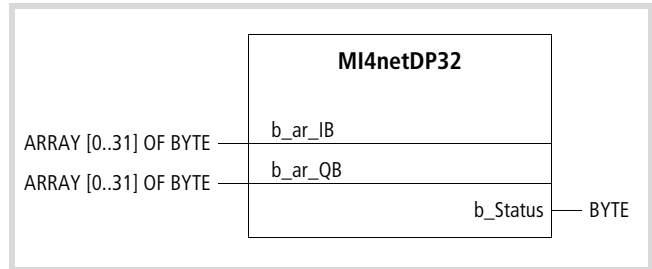 MI4netDP32
ARRAY [0..31] OF BYTE b_ar_IB
ARRAY [0..31] OF BYTE b_ar_QB
b_Status BYTE